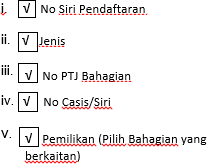 i. √ No Siri Pendaftaran
ii. √ Jenis
iii. √ No PTJ Bahagian
iv. √ No Casis/Siri
v. √ Pemilikan (Pilih Bahagian yang
berkaitan)